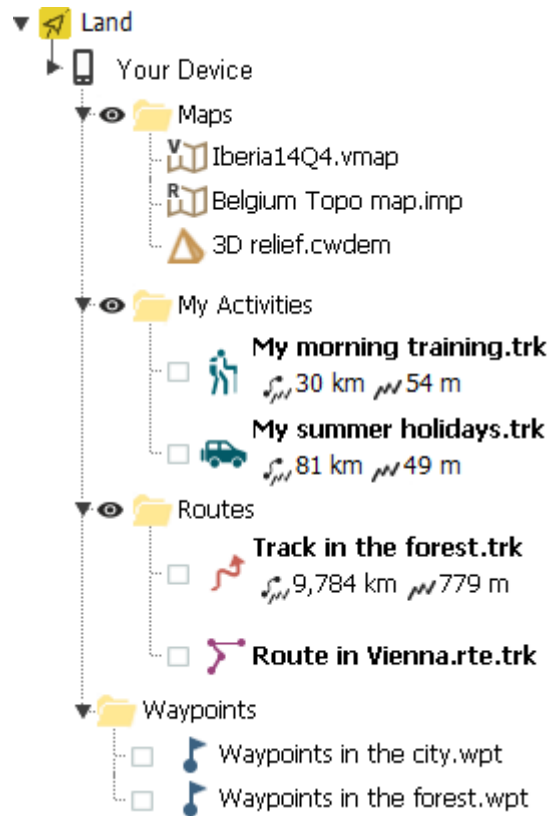 Land
Your Device
Maps
V Iberia14Q4.vmap
R Belgium Topo map.imp
3D relief.cwdem
My Activities
My morning training.trk
30 km 54 m
My summer holidays.trk
81 km 49 m
Routes
Track in the forest.trk
9,784 km 779 m
Route in Vienna.rte.trk
Waypoints
Waypoints in the city.wpt
Waypoints in the forest.wpt